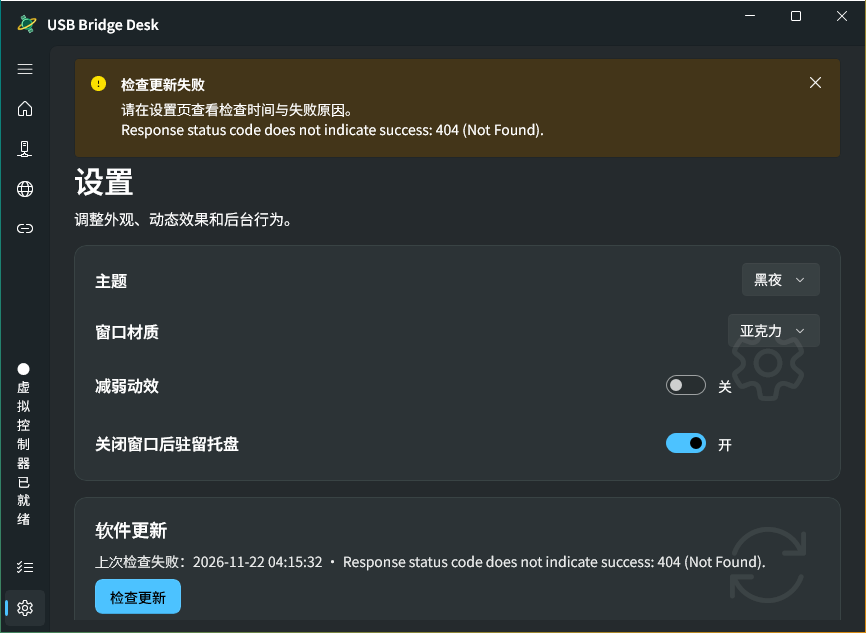 USB Bridge Desk
检查更新失败
请在设置页查看检查时间与失败原因。
Response status code does not indicate success: 404 (Not Found).
设置
调整外观、动态效果和后台行为。
主题
黑夜
窗口材质
亚克力
减弱动效
关
关闭窗口后驻留托盘
开
虚拟控制器已就绪
软件更新
上次检查失败：2026-11-22 04:15:32 · Response status code does not indicate success: 404 (Not Found).
检查更新